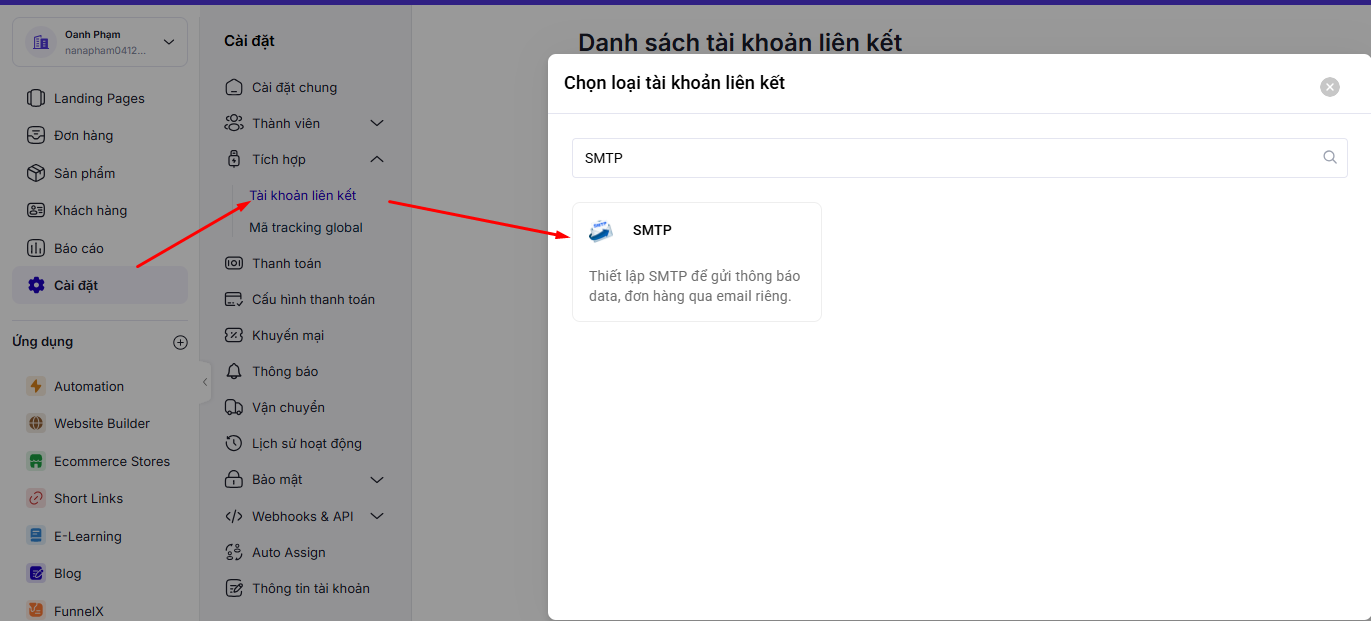 Oanh Phạm
nanapham0412...
Landing Pages
Đơn hàng
Sản phẩm
Khách hàng
Báo cáo
Cài đặt
Ứng dụng
Automation
Website Builder
Ecommerce Stores
Short Links
E-Learning
Blog
FunnelX
Cài đặt
Cài đặt chung
Thành viên
Tích hợp
Tài khoản liên kết
Mã tracking global
Thanh toán
Cấu hình thanh toán
Khuyến mại
Thông báo
Vận chuyển
Lịch sử hoạt động
Bảo mật
Webhooks & API
Auto Assign
Thông tin tài khoản
Danh sách tài khoản liên kết
Chọn loại tài khoản liên kết
SMTP
SMTP
Thiết lập SMTP để gửi thông báo
data, đơn hàng qua email riêng.